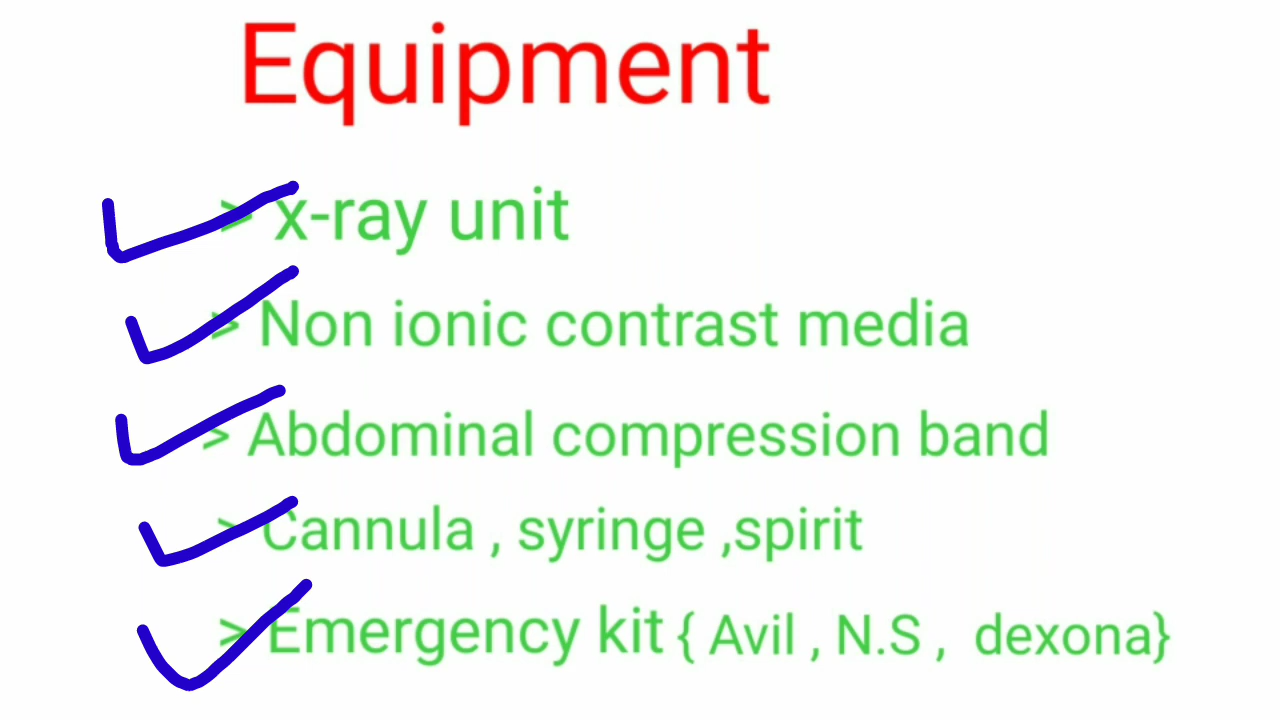 Equipment
> x-ray unit
> Non ionic contrast media
> Abdominal compression band
> Cannula , syringe ,spirit
> Emergency kit { Avil , N.S , dexona}